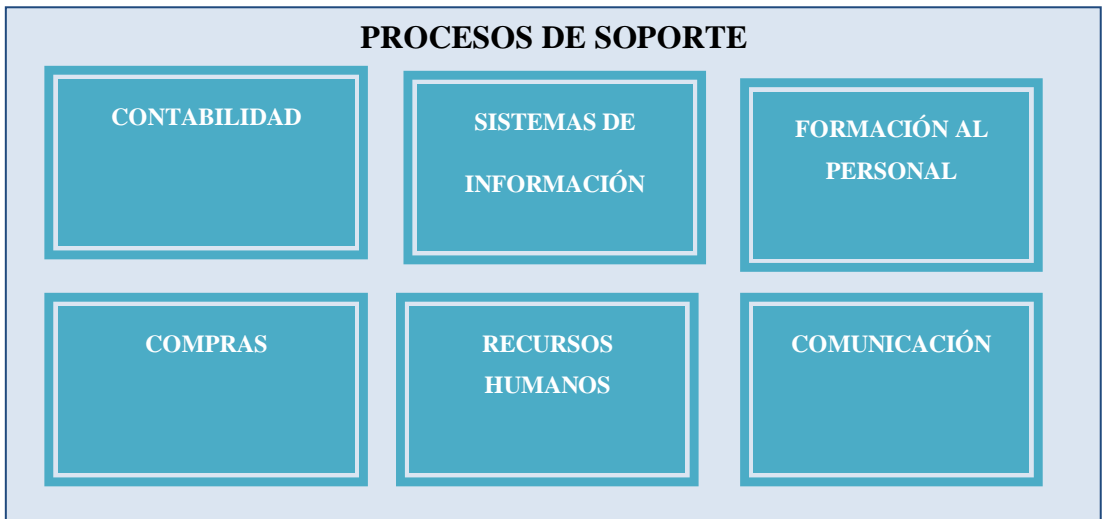 PROCESOS DE SOPORTE
CONTABILIDAD
SISTEMAS DE
INFORMACIÓN
FORMACIÓN AL
PERSONAL
COMPRAS
RECURSOS
HUMANOS
COMUNICACIÓN